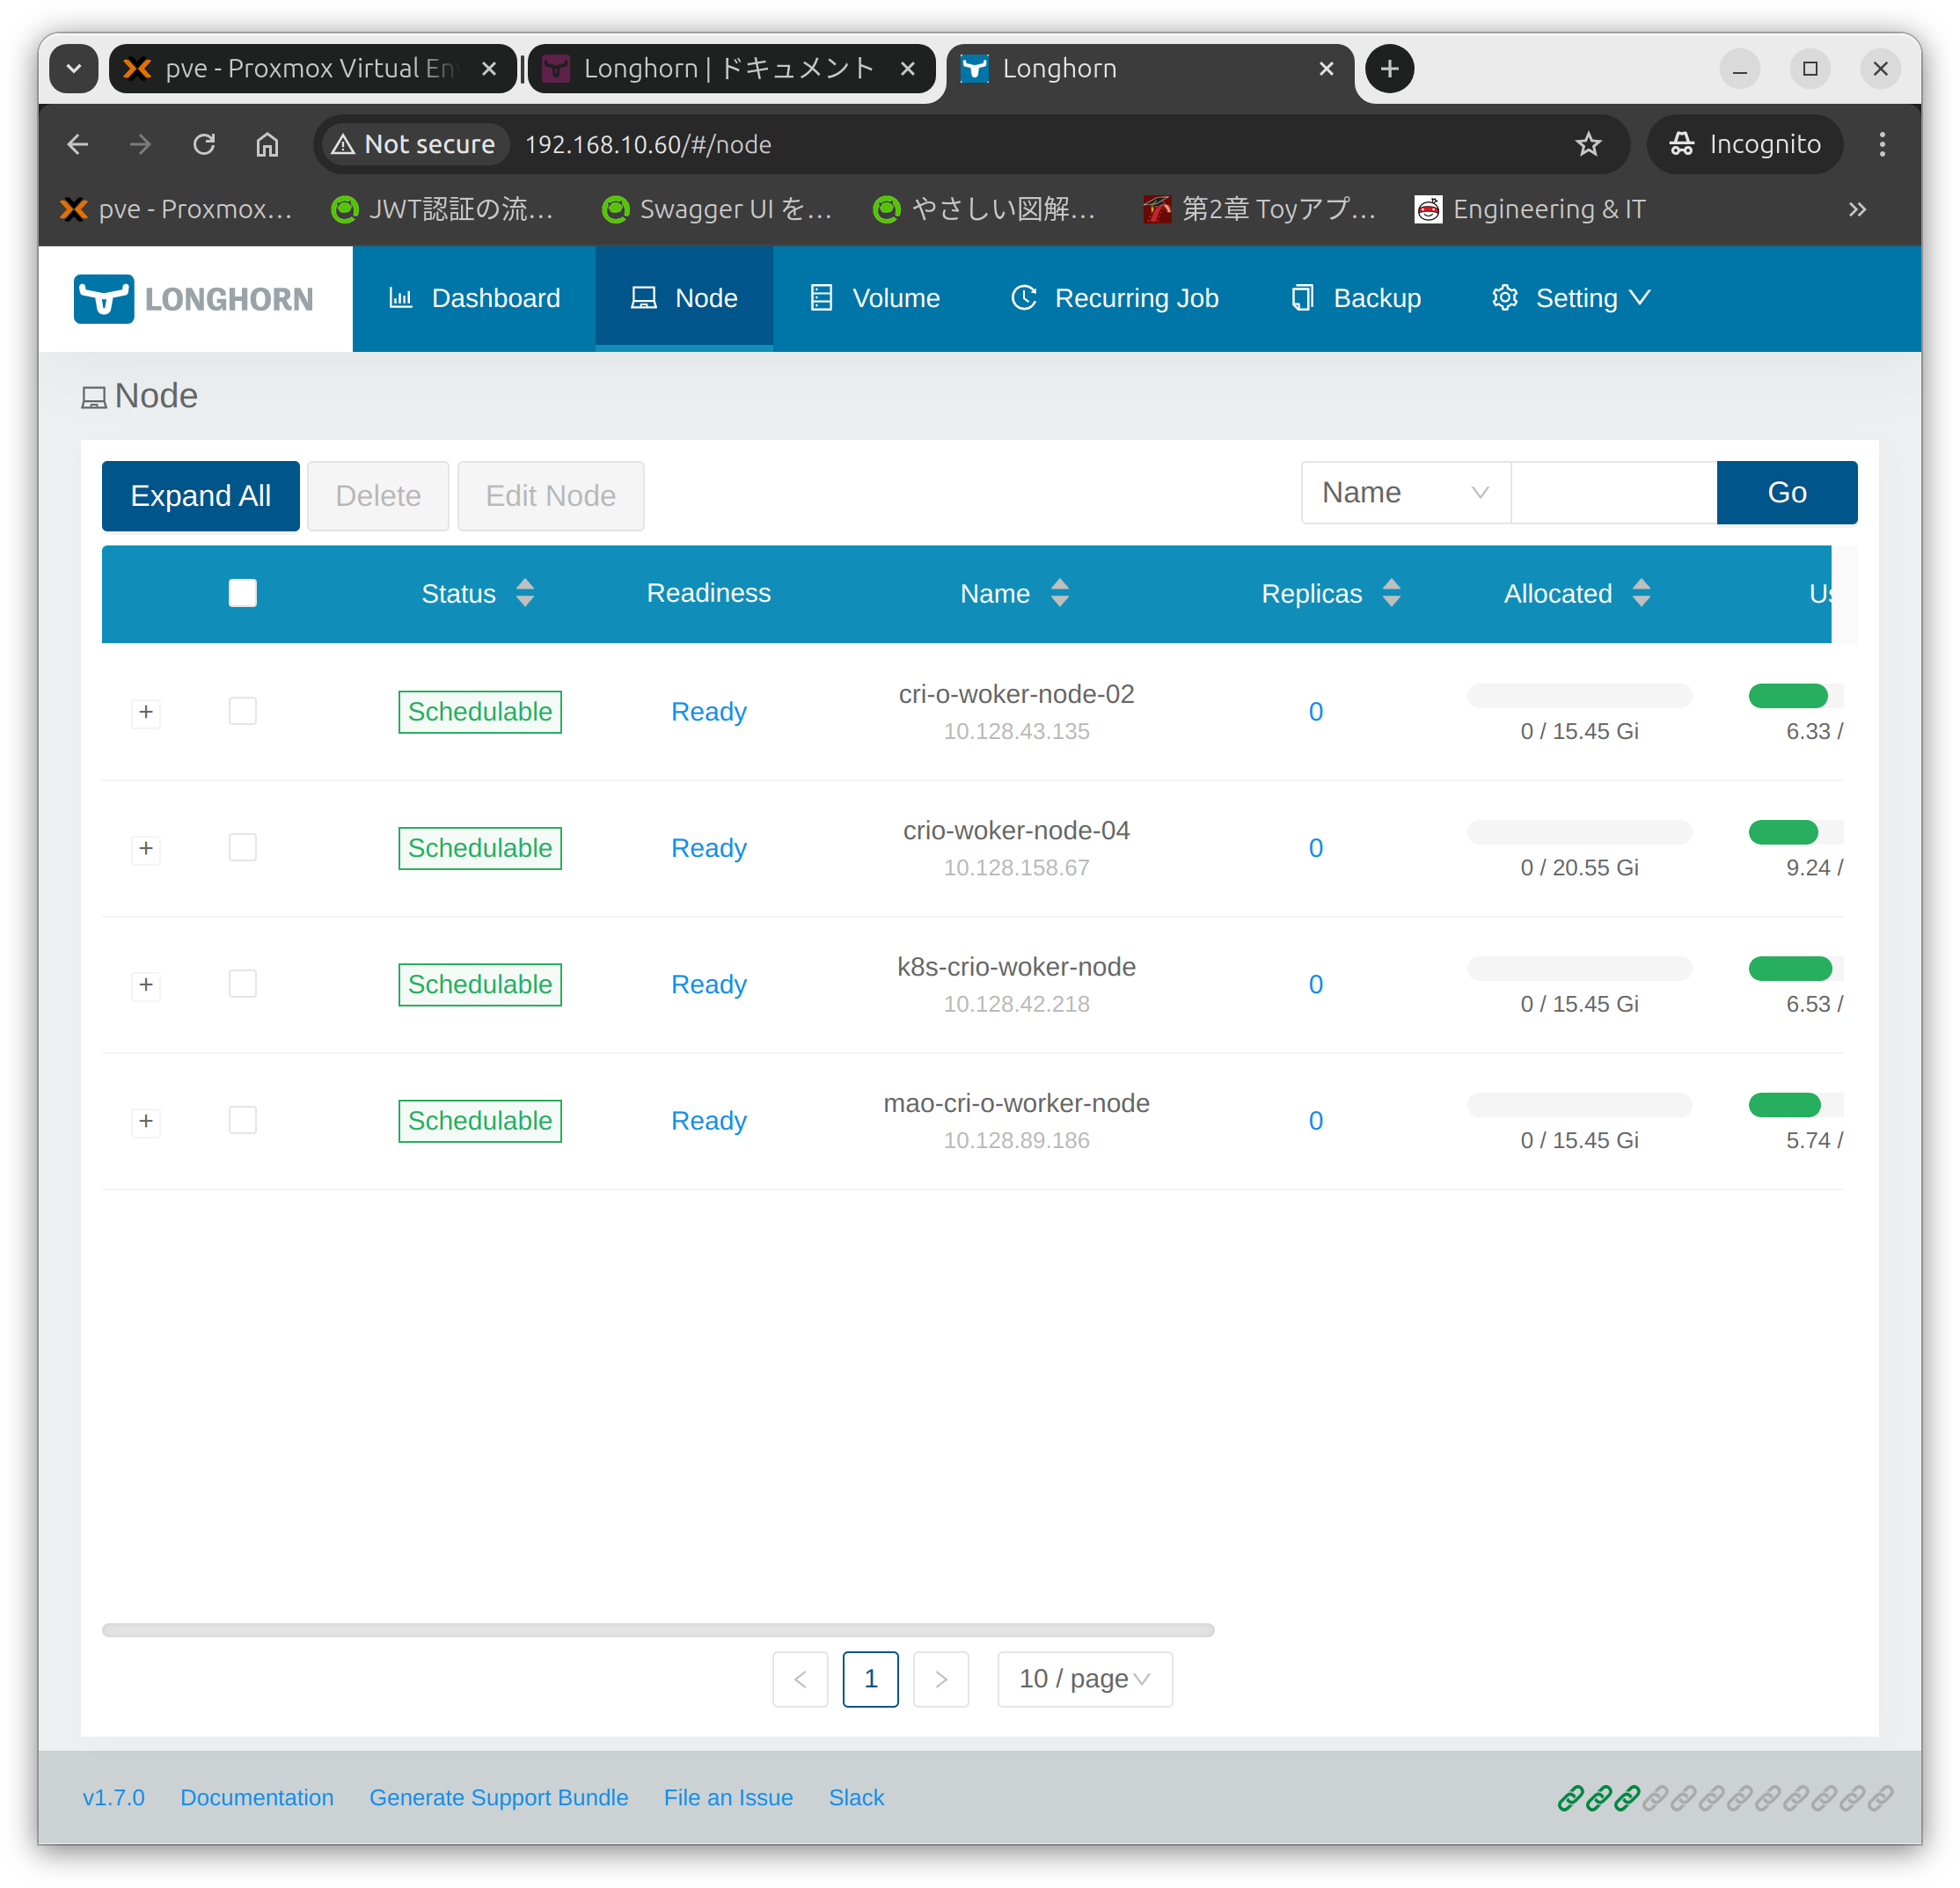 pve - Proxmox Virtual En
Longhorn | ドキュメント
Longhorn
Not secure
192.168.10.60/#/node
Incognito
pve - Proxmox...
JWT認証の流...
Swagger UI を...
やさしい図解...
第2章 Toyアプ...
Engineering & IT
LONGHORN
Dashboard
Node
Volume
Recurring Job
Backup
Setting
Node
Expand All
Delete
Edit Node
Name
Go
Status
Readiness
Name
Replicas
Allocated
Us
Schedulable
Ready
cri-o-woker-node-02
10.128.43.135
0
0 / 15.45 Gi
6.33 /
Schedulable
Ready
crio-woker-node-04
10.128.158.67
0
0 / 20.55 Gi
9.24 /
Schedulable
Ready
k8s-crio-woker-node
10.128.42.218
0
0 / 15.45 Gi
6.53 /
Schedulable
Ready
mao-cri-o-worker-node
10.128.89.186
0
0 / 15.45 Gi
5.74 /
1
10 / page
v1.7.0
Documentation
Generate Support Bundle
File an Issue
Slack